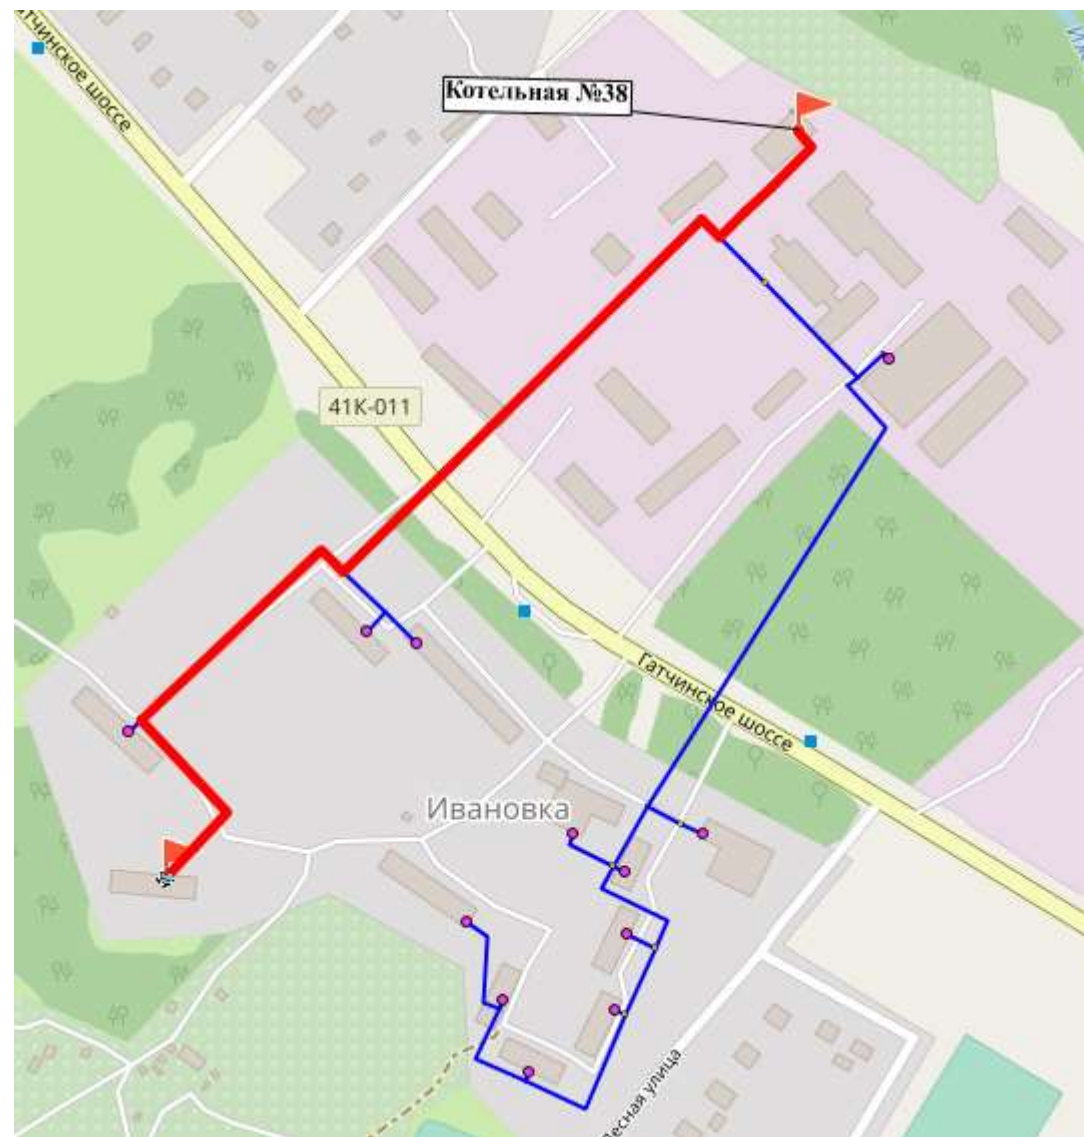 Гатчинское шоссе
Котельная №38
41К-011
Гатчинское шоссе
Ивановка
Лесная улица